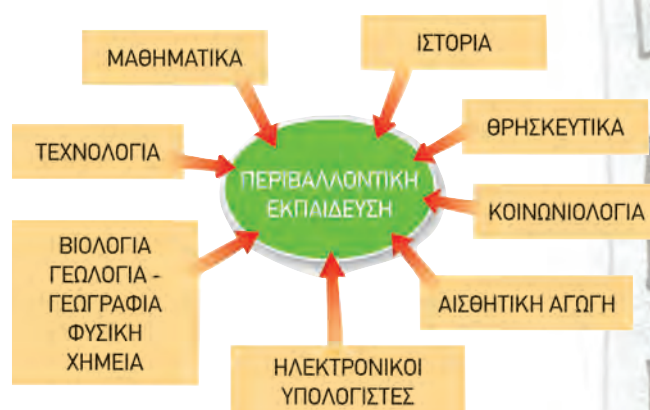 ΜΑΘΗΜΑΤΙΚΑ
ΙΣΤΟΡΙΑ
ΤΕΧΝΟΛΟΓΙΑ
ΘΡΗΣΚΕΥΤΙΚΑ
ΠΕΡΙΒΑΛΛΟΝΤΙΚΗ
ΕΚΠΑΙΔΕΥΣΗ
ΚΟΙΝΩΝΙΟΛΟΓΙΑ
ΒΙΟΛΟΓΙΑ
ΓΕΩΛΟΓΙΑ -
ΓΕΩΓΡΑΦΙΑ
ΦΥΣΙΚΗ
ΧΗΜΕΙΑ
ΑΙΣΘΗΤΙΚΗ ΑΓΩΓΗ
ΗΛΕΚΤΡΟΝΙΚΟΙ
ΥΠΟΛΟΓΙΣΤΕΣ